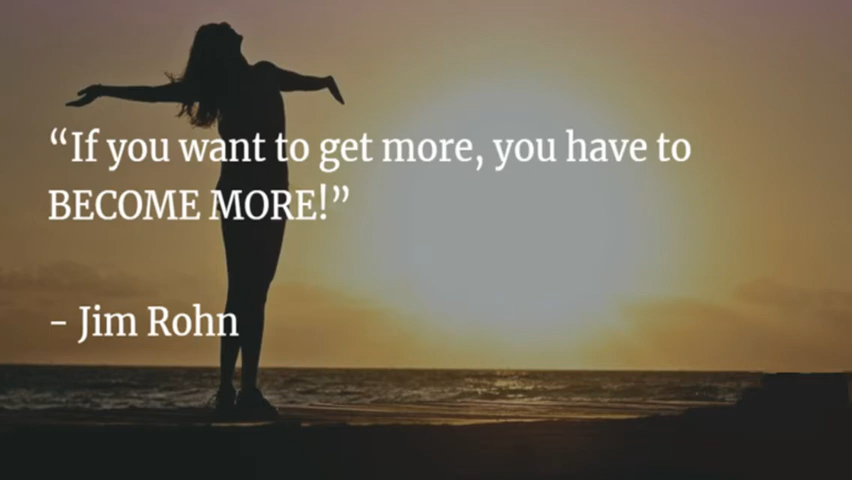 “If you want to get more, you have to
BECOME MORE!”
- Jim Rohn